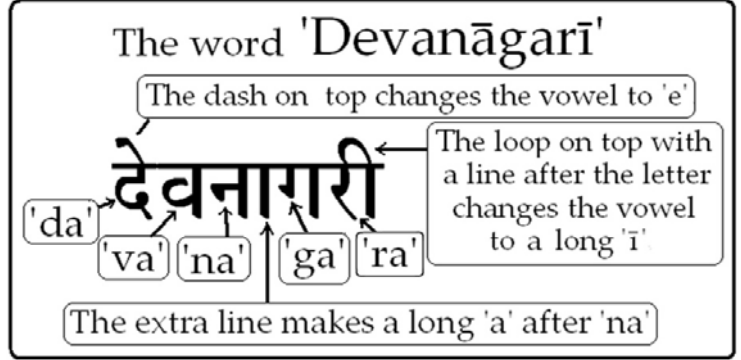 The word 'Devanāgarī'
The dash on top changes the vowel to 'e'
देवनागरी
The loop on top with
a line after the letter
changes the vowel
to a long 'ī'.
'da'
'va'
'na'
'ga'
'ra'
The extra line makes a long 'a' after 'na'